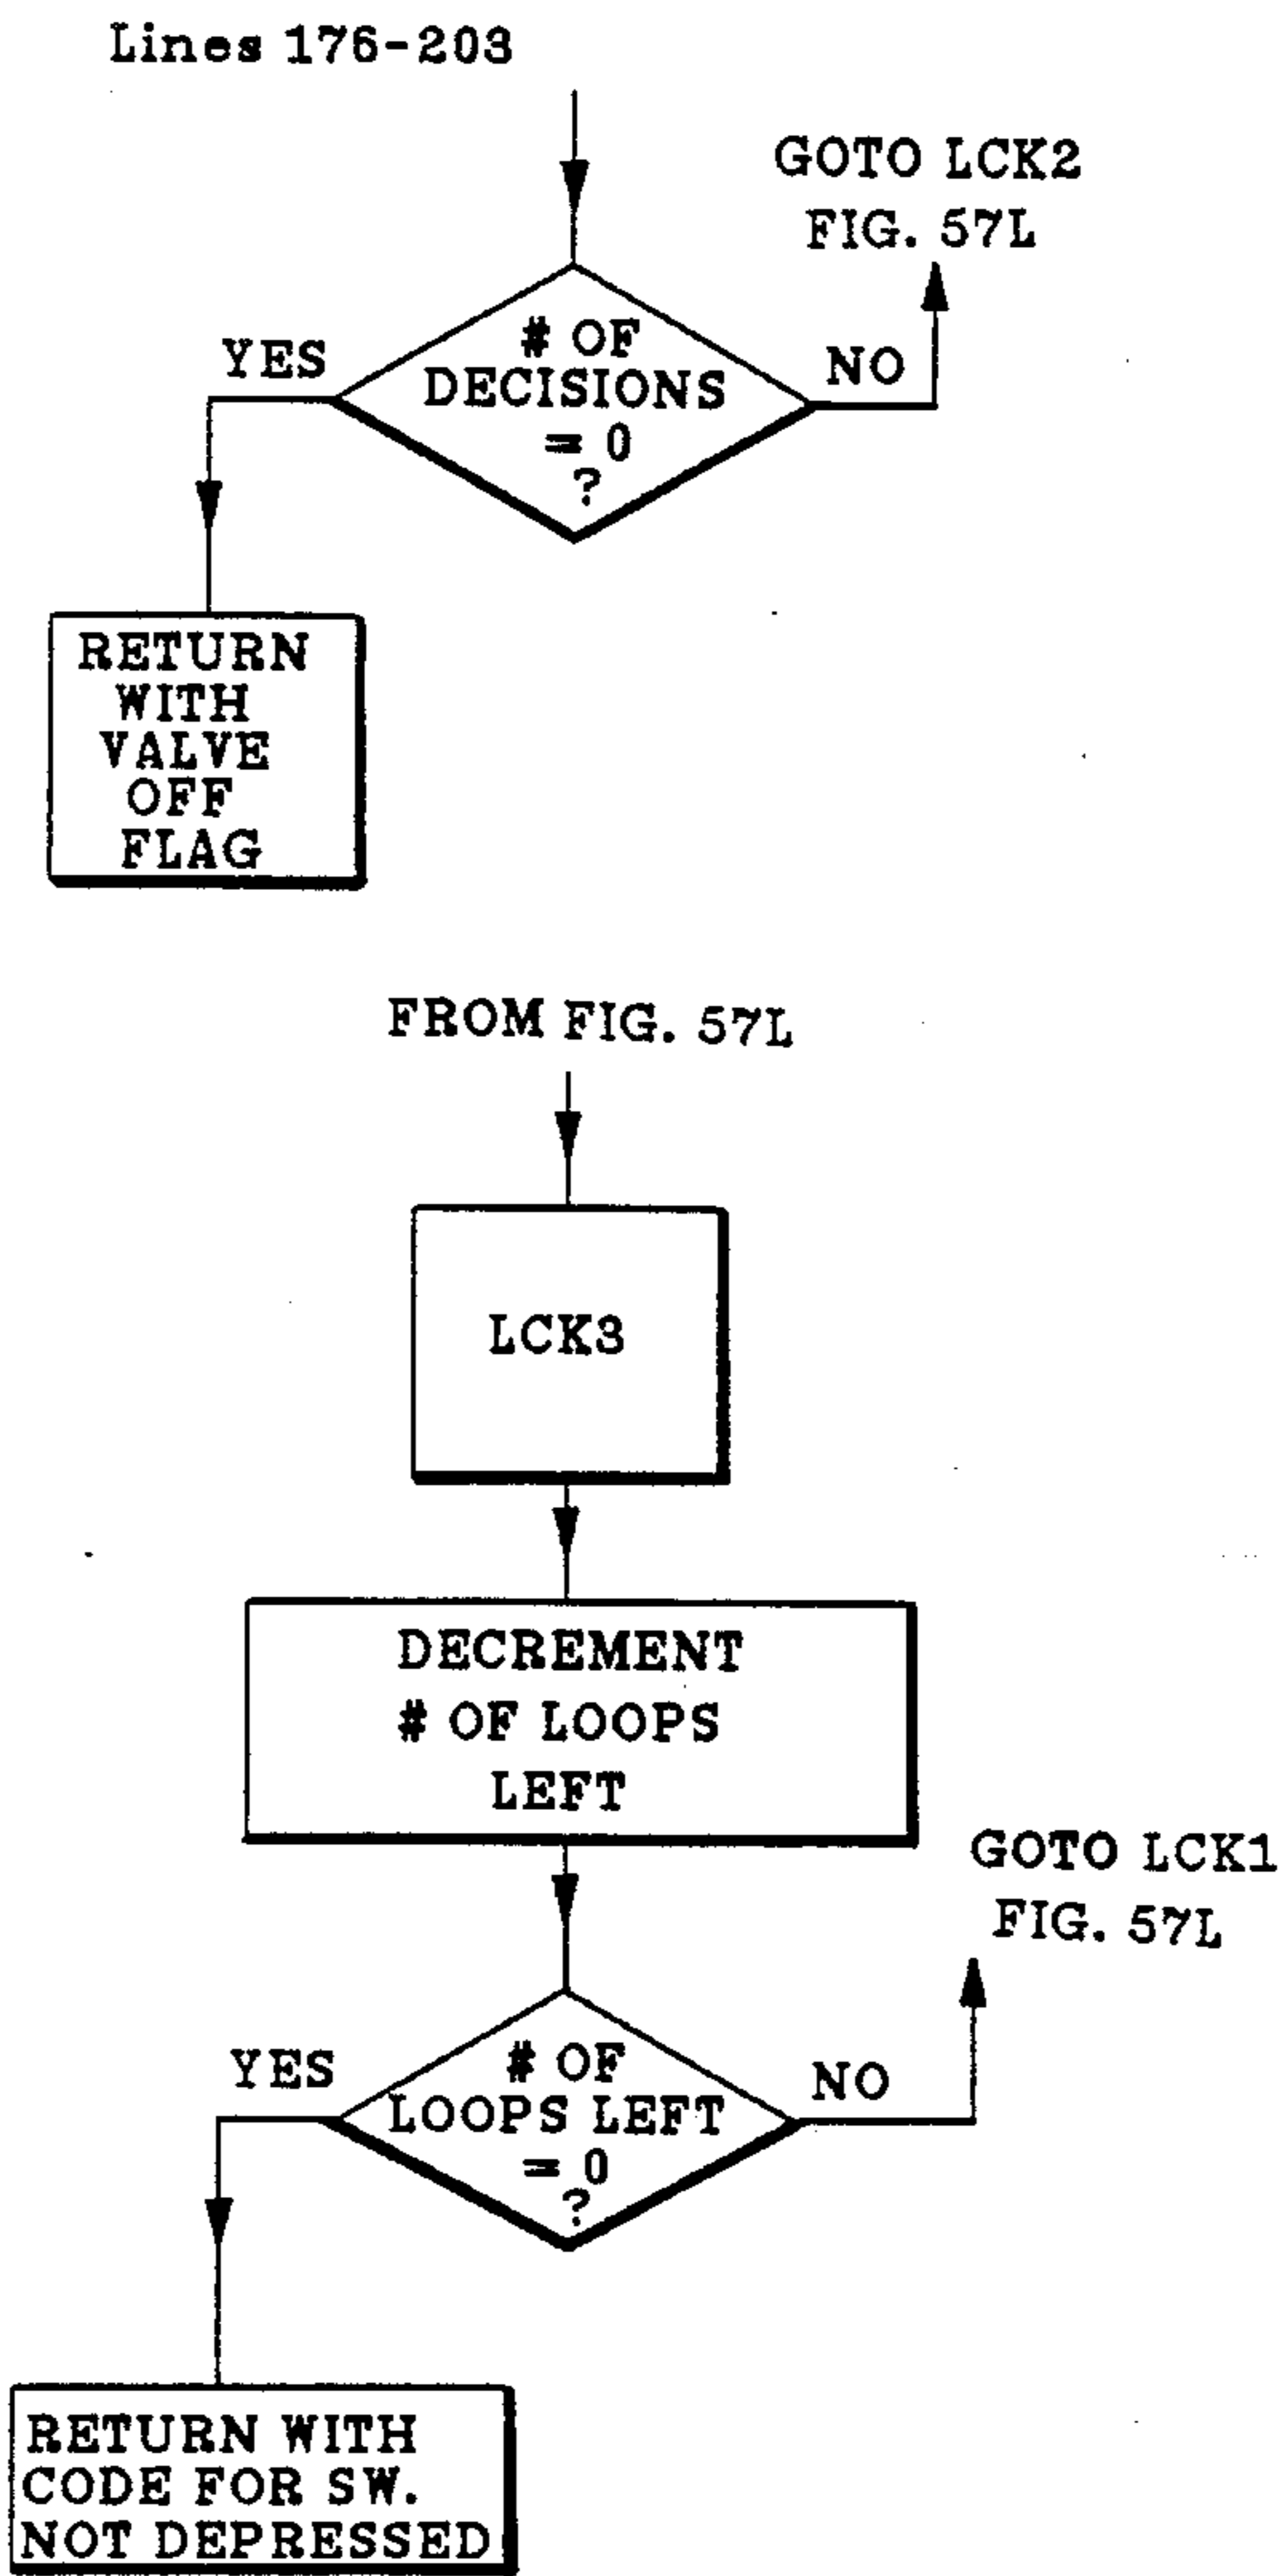 Lines 176-203
GOTO LCK2
FIG. 57L
YES
# OF
DECISIONS
= 0
?
NO
RETURN
WITH
VALVE
OFF
FLAG
FROM FIG. 57L
LCK3
DECREMENT
# OF LOOPS
LEFT
GOTO LCK1
FIG. 57L
YES
# OF
LOOPS LEFT
= 0
?
NO
RETURN WITH
CODE FOR SW.
NOT DEPRESSED